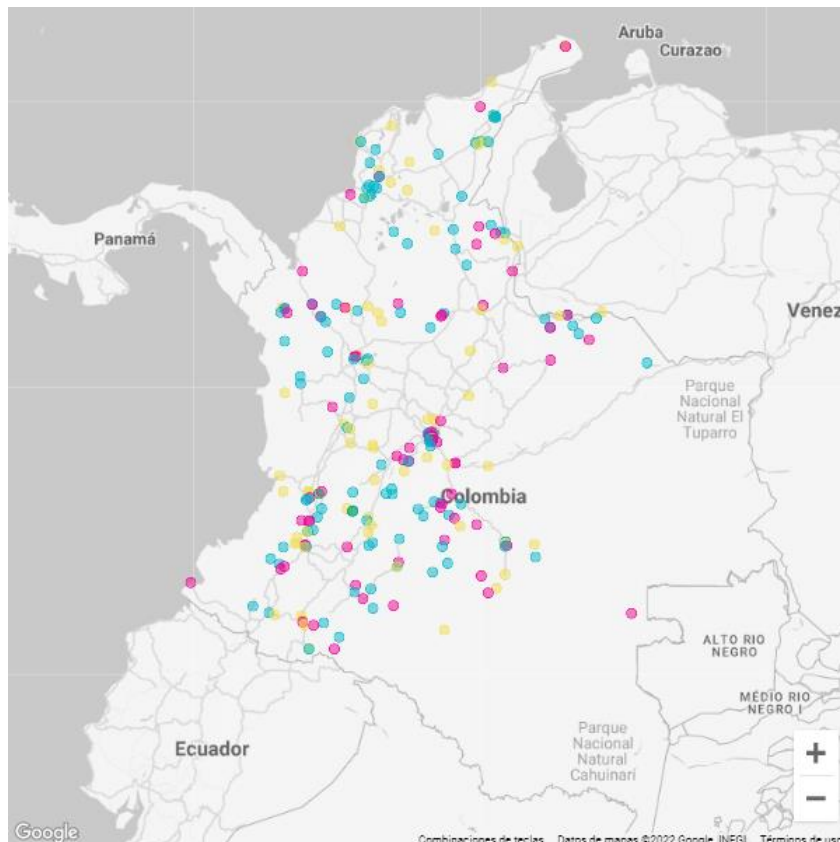 Aruba
Curazao
Panamá
Venez
Parque
Nacional
Natural El
Tuparro
Colombia
ALTO RIO
NEGRO
MÉDIO RIO
NEGRO I
Ecuador
Parque
Nacional
Natural
Cahuinarí
+
−
Google
Combinaciones de teclas Datos de mapas ©2022 Google, INEGI Términos de uso